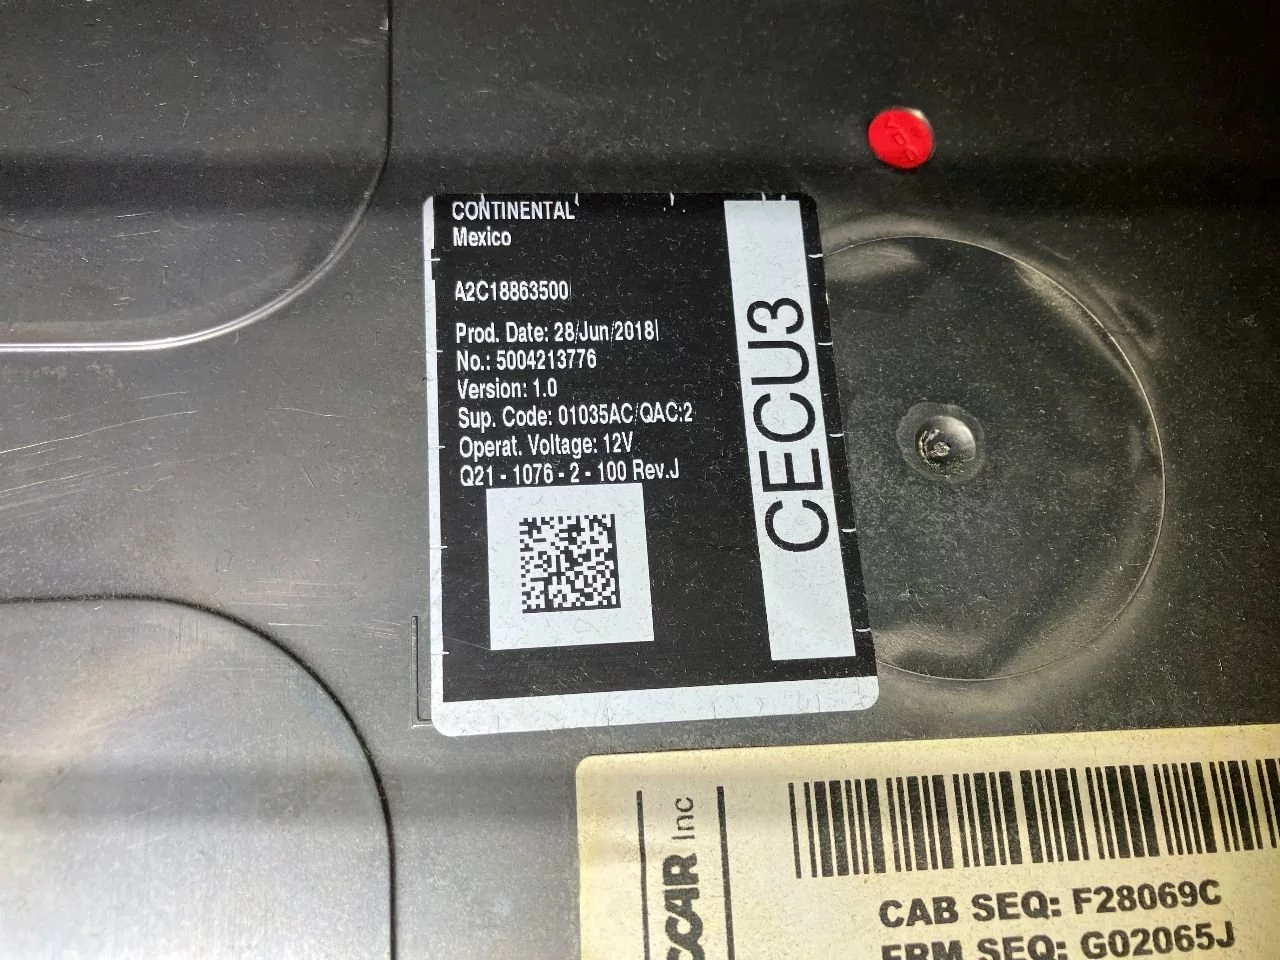 CONTINENTAL
Mexico
A2C18863500
Prod. Date: 28/Jun/2018
No.: 5004213776
Version: 1.0
Sup. Code: 01035AC/QAC:2
Operat. Voltage: 12V
Q21 - 1076 - 2 - 100 Rev.J
CECU3
CCAR Inc
CAB SEQ: F28069C
FRM SEQ: G02065J